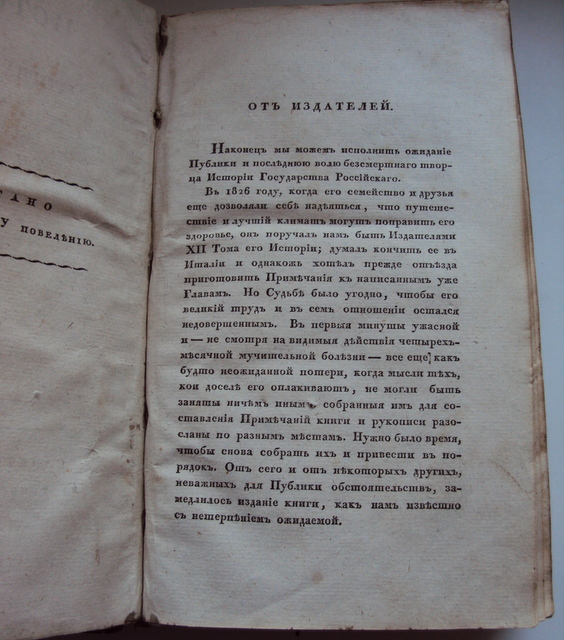 АНО
У ПОВЕЛѢНІЮ.
ОТЪ ИЗДАТЕЛЕЙ.
Наконецъ мы можемъ исполнить ожиданіе
Публики и послѣднюю волю безсмертнаго твор-
ца Исторіи Государства Россійскаго.
Въ 1826 году, когда его семейство и друзья
еще дозволяли себѣ надѣяться, что путеше-
ствіе и лучшій климатъ могутъ поправить его
здоровье, онъ поручалъ намъ быть Издателями
XII Тома его Исторіи; думалъ кончить ее въ
Италіи и однакожъ хотѣлъ прежде отъѣзда
приготовить Примѣчанія къ написаннымъ уже
Главамъ. Но Судьбѣ было угодно, чтобы его
великій трудъ и въ семъ отношеніи остался
недовершеннымъ. Въ первыя минуты ужасной
и — не смотря на видимыя дѣйствія четырехъ-
мѣсячной мучительной болѣзни — все еще как
будто неожиданной потери, когда мысли тѣхъ,
кои доселѣ его оплакиваютъ, не могли быть
заняты ничѣмъ инымъ, собранныя имъ для со-
ставленія Примѣчаній книги и рукописи разо-
сланы по разнымъ мѣстамъ. Нужно было время,
чтобы снова собрать ихъ и привести въ по-
рядокъ. Отъ сего и отъ нѣкоторыхъ другихъ,
неважныхъ для Публики обстоятельствъ, за-
медлилось изданіе книги, какъ намъ извѣстно
съ нетерпѣніемъ ожидаемой.